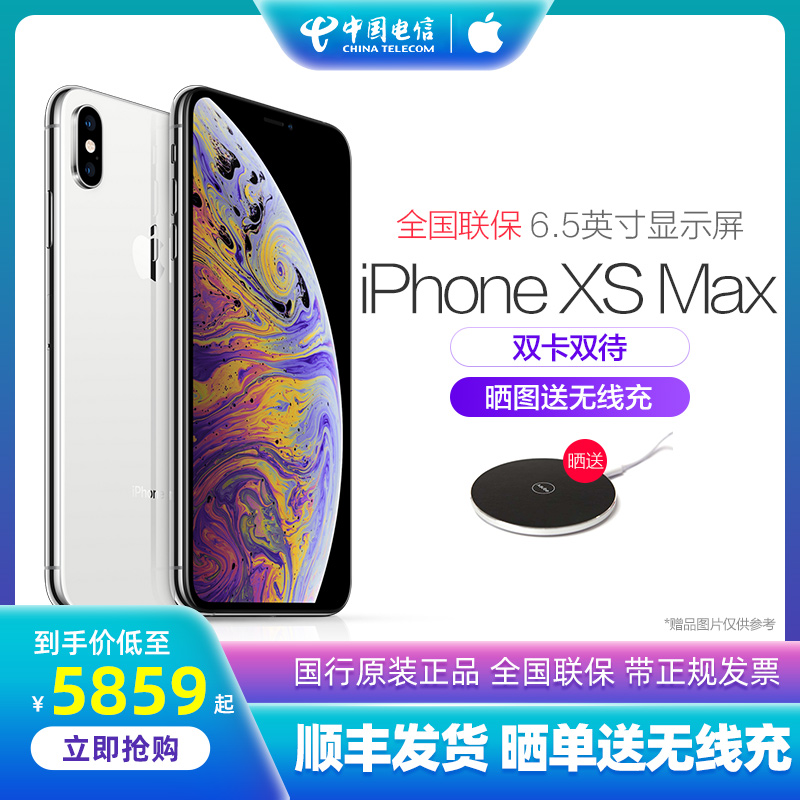 中国电信
CHINA TELECOM
全国联保 6.5英寸显示屏
iPhone XS Max
双卡双待
晒图送无线充
晒送
iPhone
*赠品图片仅供参考
到手价低至
¥5859起
立即抢购
国行原装正品 全国联保 带正规发票
顺丰发货 晒单送无线充